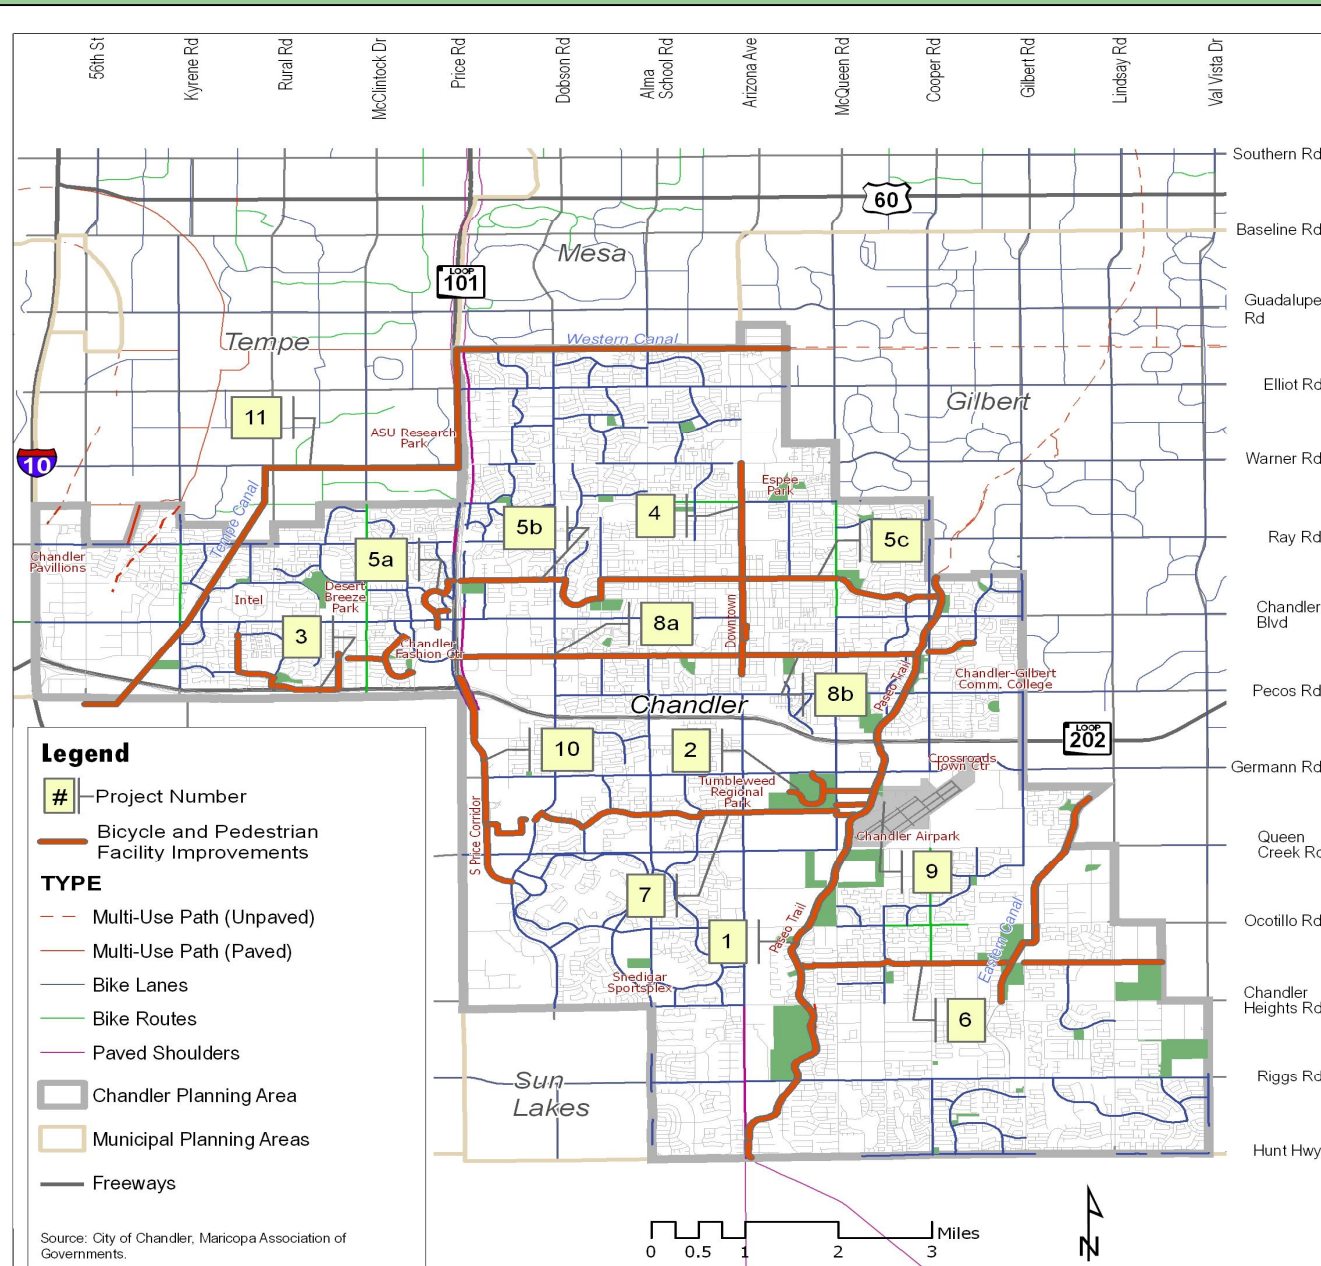 56th St
Kyrene Rd
Rural Rd
McClintock Dr
Price Rd
Dobson Rd
Alma
School Rd
Arizona Ave
McQueen Rd
Cooper Rd
Gilbert Rd
Lindsay Rd
Val Vista Dr
Southern Rd
60
Baseline Rd
Mesa
LOOP
101
Guadalupe
Rd
Tempe
Western Canal
Elliot Rd
Gilbert
11
ASU Research
Park
10
Warner Rd
Espee
Park
Tempe Canal
4
5b
5c
Ray Rd
Chandler
Pavillions
5a
Intel
Desert
Breeze
Park
Chandler
Blvd
3
8a
Downtown
Chandler
Fashion Ctr
Paseo Trail
Chandler-Gilbert
Comm. College
Pecos Rd
8b
Chandler
LOOP
202
10
2
Crossroads
Town Ctr
Germann Rd
Tumbleweed
Regional
Park
S Price Corridor
Chandler Airpark
Queen
Creek Rd
9
7
Ocotillo Rd
1
Paseo Trail
Eastern Canal
Snedigar
Sportsplex
Chandler
Heights Rd
6
Sun
Lakes
Riggs Rd
Hunt Hwy
Legend
# Project Number
Bicycle and Pedestrian
Facility Improvements
TYPE
Multi-Use Path (Unpaved)
Multi-Use Path (Paved)
Bike Lanes
Bike Routes
Paved Shoulders
Chandler Planning Area
Municipal Planning Areas
Freeways
Source: City of Chandler, Maricopa Association of
Governments.
Miles
0 0.5 1 2 3
N